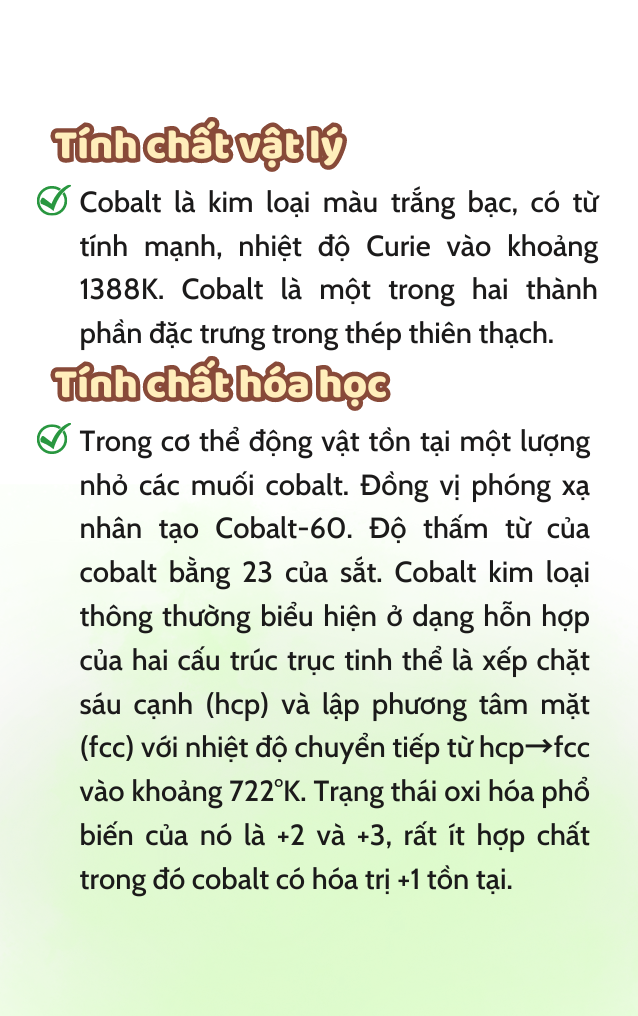 Tính chất vật lý
Cobalt là kim loại màu trắng bạc, có từ
tính mạnh, nhiệt độ Curie vào khoảng
1388K. Cobalt là một trong hai thành
phần đặc trưng trong thép thiên thạch.
Tính chất hóa học
Trong cơ thể động vật tồn tại một lượng
nhỏ các muối cobalt. Đồng vị phóng xạ
nhân tạo Cobalt-60. Độ thấm từ của
cobalt bằng 23 của sắt. Cobalt kim loại
thông thường biểu hiện ở dạng hỗn hợp
của hai cấu trúc trục tinh thể là xếp chặt
sáu cạnh (hcp) và lập phương tâm mặt
(fcc) với nhiệt độ chuyển tiếp từ hcp→fcc
vào khoảng 722°K. Trạng thái oxi hóa phổ
biến của nó là +2 và +3, rất ít hợp chất
trong đó cobalt có hóa trị +1 tồn tại.